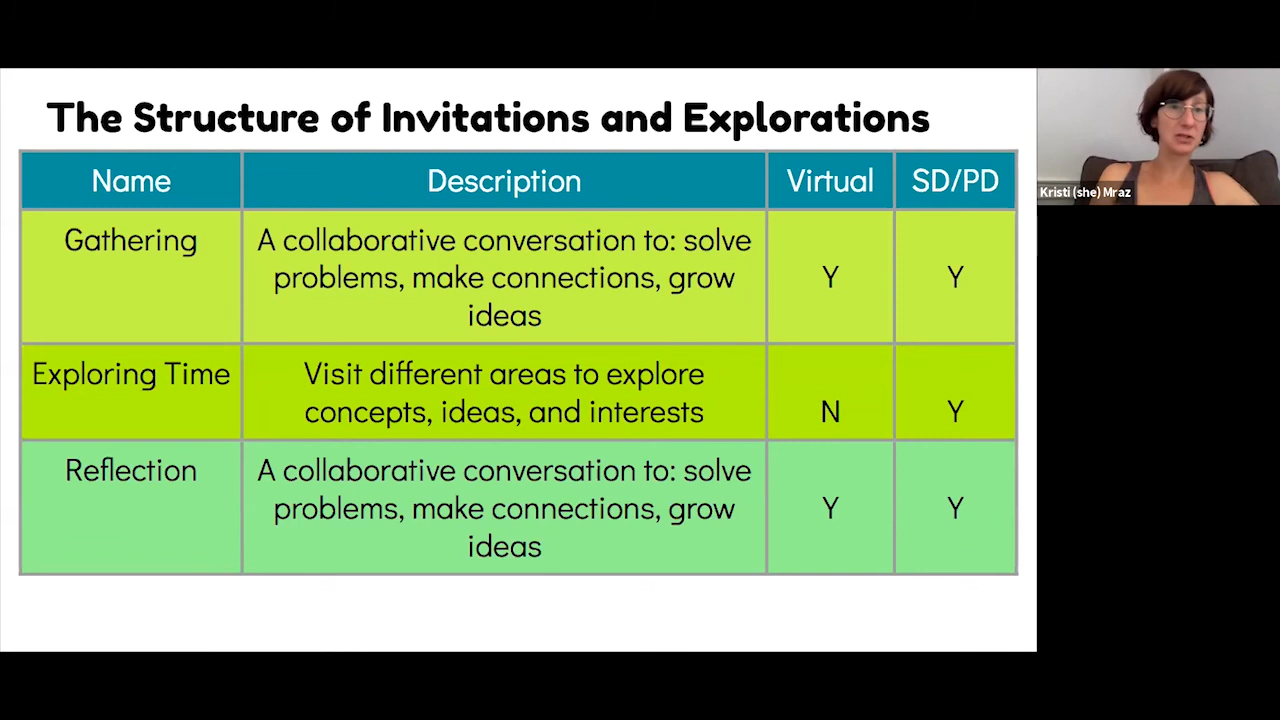 The Structure of Invitations and Explorations
Name Description Virtual SD/PD
Gathering
A collaborative conversation to: solve
problems, make connections, grow
ideas
Y
Y
Exploring Time
Visit different areas to explore
concepts, ideas, and interests
N
Y
Reflection
A collaborative conversation to: solve
problems, make connections, grow
ideas
Y
Y
Kristi (she) Mraz